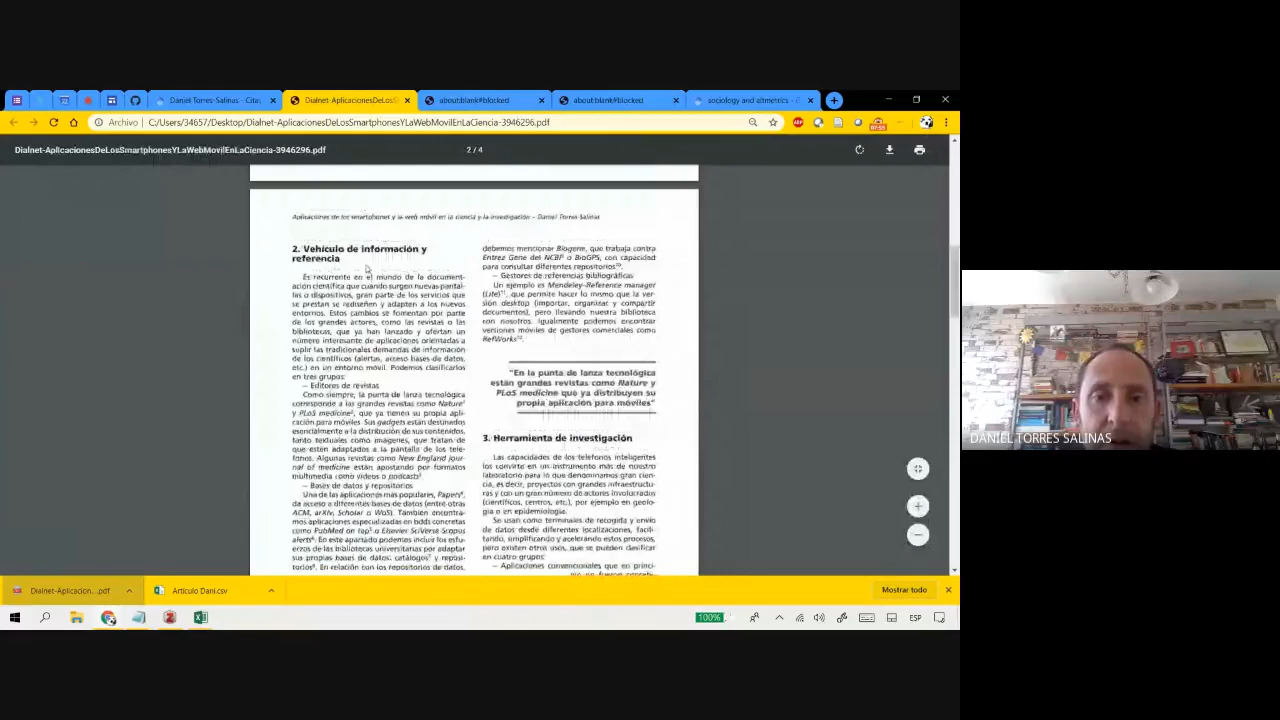 Daniel Torres-Salinas - Citas
Dialnet-AplicacionesDeLosS
about:blank#blocked
about:blank#blocked
sociology and altmetrics -
Archivo
C:/Users/34657/Desktop/Dialnet-AplicacionesDeLosSmartphonesYLaWebMovilEnLaCiencia-3946296.pdf
Dialnet-AplicacionesDeLosSmartphonesYLaWebMovilEnLaCiencia-3946296.pdf
2 / 4
Aplicaciones de los smartphones y la web móvil en la ciencia y la investigación – Daniel Torres-Salinas
2. Vehículo de información y
referencia
Es recurrente en el mundo de la document-
ación científica que cuando surgen nuevas pantal-
las o dispositivos, gran parte de los servicios que
se prestan se rediseñen y adapten a los nuevos
entornos. Estos cambios se fomentan por parte
de los grandes actores, como las revistas o las
bibliotecas, que ya han lanzado y ofertan un
número interesante de aplicaciones orientadas a
suplir las tradicionales demandas de información
de los científicos (alertas, acceso bases de datos,
etc.) en un entorno móvil. Podemos clasificarlos
en tres grupos:
– Editores de revistas
Como siempre, la punta de lanza tecnológica
corresponde a las grandes revistas como Nature
y PLoS medicine, que ya tienen su propia apli-
cación para móviles. Sus gadgets están destinados
esencialmente a la distribución de sus contenidos,
tanto textuales como imágenes, que tratan de
que estén adaptados a la pantalla de los telé-
fonos. Algunas revistas como New England jour-
nal of medicine están apostando por formatos
multimedia como vídeos o podcasts
– Bases de datos y repositorios
Una de las aplicaciones más populares, Papers,
da acceso a diferentes bases de datos (entre otras
ACM, arXiv, Scholar o WoS). También encontra-
mos aplicaciones especializadas en bdds concretas
como PubMed on tap o Elsevier SciVerse Scopus
alerts. En este apartado podemos incluir los esfu-
erzos de las bibliotecas universitarias por adaptar
sus propias bases de datos, catálogos y reposi-
torios. En relación con los repositorios de datos,
debemos mencionar Biogene, que trabaja contra
Entrez Gene del NCBI o BioGPS, con capacidad
para consultar diferentes repositorios.
– Gestores de referencias bibliográficas
Un ejemplo es Mendeley-Reference manager
(Lite), que permite hacer lo mismo que la ver-
sión desktop (importar, organizar y compartir
documentos), pero llevando nuestra biblioteca
con nosotros. Igualmente podemos encontrar
versiones móviles de gestores comerciales como
RefWorks.
"En la punta de lanza tecnológica
están grandes revistas como Nature y
PLoS medicine que ya distribuyen su
propia aplicación para móviles"
3. Herramienta de investigación
Las capacidades de los teléfonos inteligentes
los convierte en un instrumento más de nuestro
laboratorio para lo que denominamos gran cien-
cia, es decir, proyectos con grandes infraestructu-
ras y con un gran número de actores involucrados
(científicos, centros, etc.), por ejemplo en geolo-
gía o en epidemiología.
Se usan como terminales de recogida y envío
de datos desde diferentes localizaciones, facili-
tando, simplificando y acelerando estos procesos,
pero existen otros usos, que se pueden clasificar
en cuatro grupos:
– Aplicaciones convencionales que en princi-
DANIEL TORRES SALINAS
Dialnet-Aplicacion....pdf
Artículo Dani.csv
Mostrar todo
100%
ESP